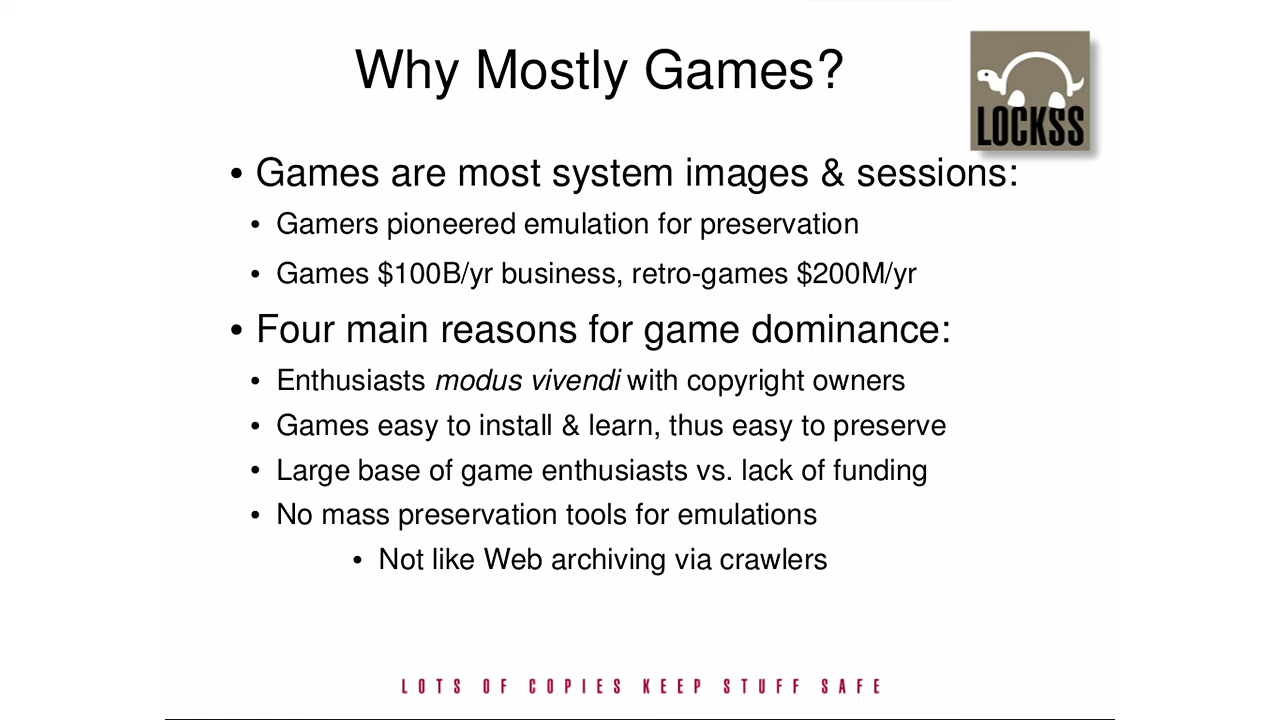 Why Mostly Games?
LOCKSS
• Games are most system images & sessions:
• Gamers pioneered emulation for preservation
• Games $100B/yr business, retro-games $200M/yr
• Four main reasons for game dominance:
• Enthusiasts modus vivendi with copyright owners
• Games easy to install & learn, thus easy to preserve
• Large base of game enthusiasts vs. lack of funding
• No mass preservation tools for emulations
• Not like Web archiving via crawlers
LOTS OF COPIES KEEP STUFF SAFE